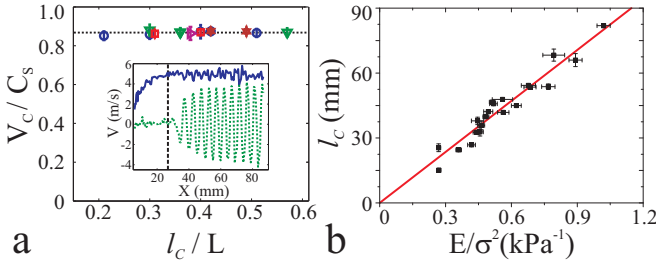 1.0
0.8
0.6
0.4
0.2
0
V_C / C_S
0.2 0.3 0.4 0.5 0.6
l_C / L
6
4
2
0
-2
-4
V (m/s)
20 40 60 80
X (mm)
a
90
60
30
0
l_C (mm)
0 0.3 0.6 0.9 1.2
E/σ²(kPa⁻¹)
b